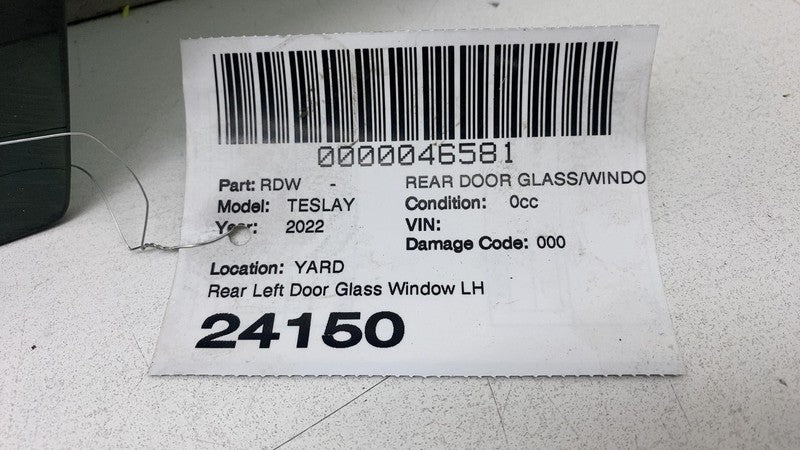 0000046581
Part: RDW - REAR DOOR GLASS/WINDO
Model: TESLAY Condition: 0cc
Year: 2022 VIN:
Damage Code: 000
Location: YARD
Rear Left Door Glass Window LH
24150